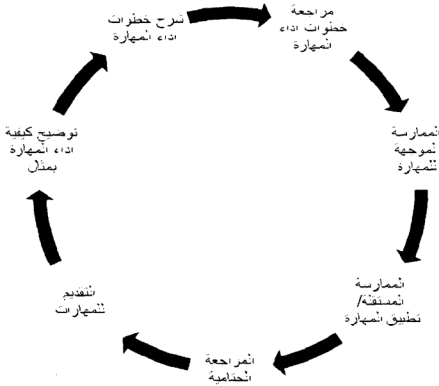 شرح خطوات
اداء المهارة
مراجعة
خطوات اداء
المهارة
الممارسة
الموجهة
للمهارة
الممارسة
المستقلة/
تطبيق المهارة
المراجعة
الختامية
التقديم
للمهارات
توضيح كيفية
اداء المهارة
بمثال